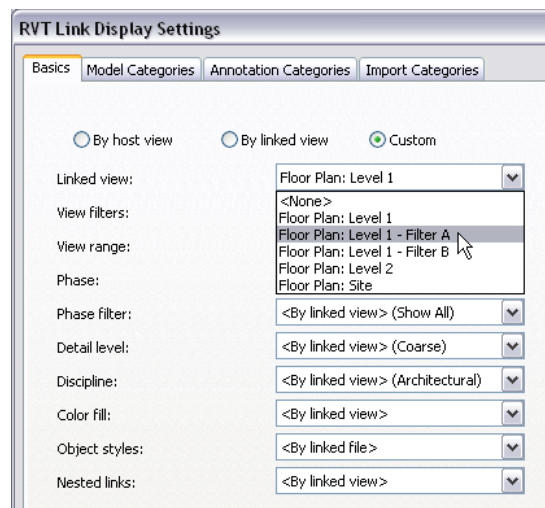 RVT Link Display Settings
Basics Model Categories Annotation Categories Import Categories
By host view By linked view Custom
Linked view: Floor Plan: Level 1
<None>
View filters: Floor Plan: Level 1
Floor Plan: Level 1 - Filter A
View range: Floor Plan: Level 1 - Filter B
Floor Plan: Level 2
Phase: Floor Plan: Site
Phase filter: <By linked view> (Show All)
Detail level: <By linked view> (Coarse)
Discipline: <By linked view> (Architectural)
Color fill: <By linked view>
Object styles: <By linked file>
Nested links: <By linked view>